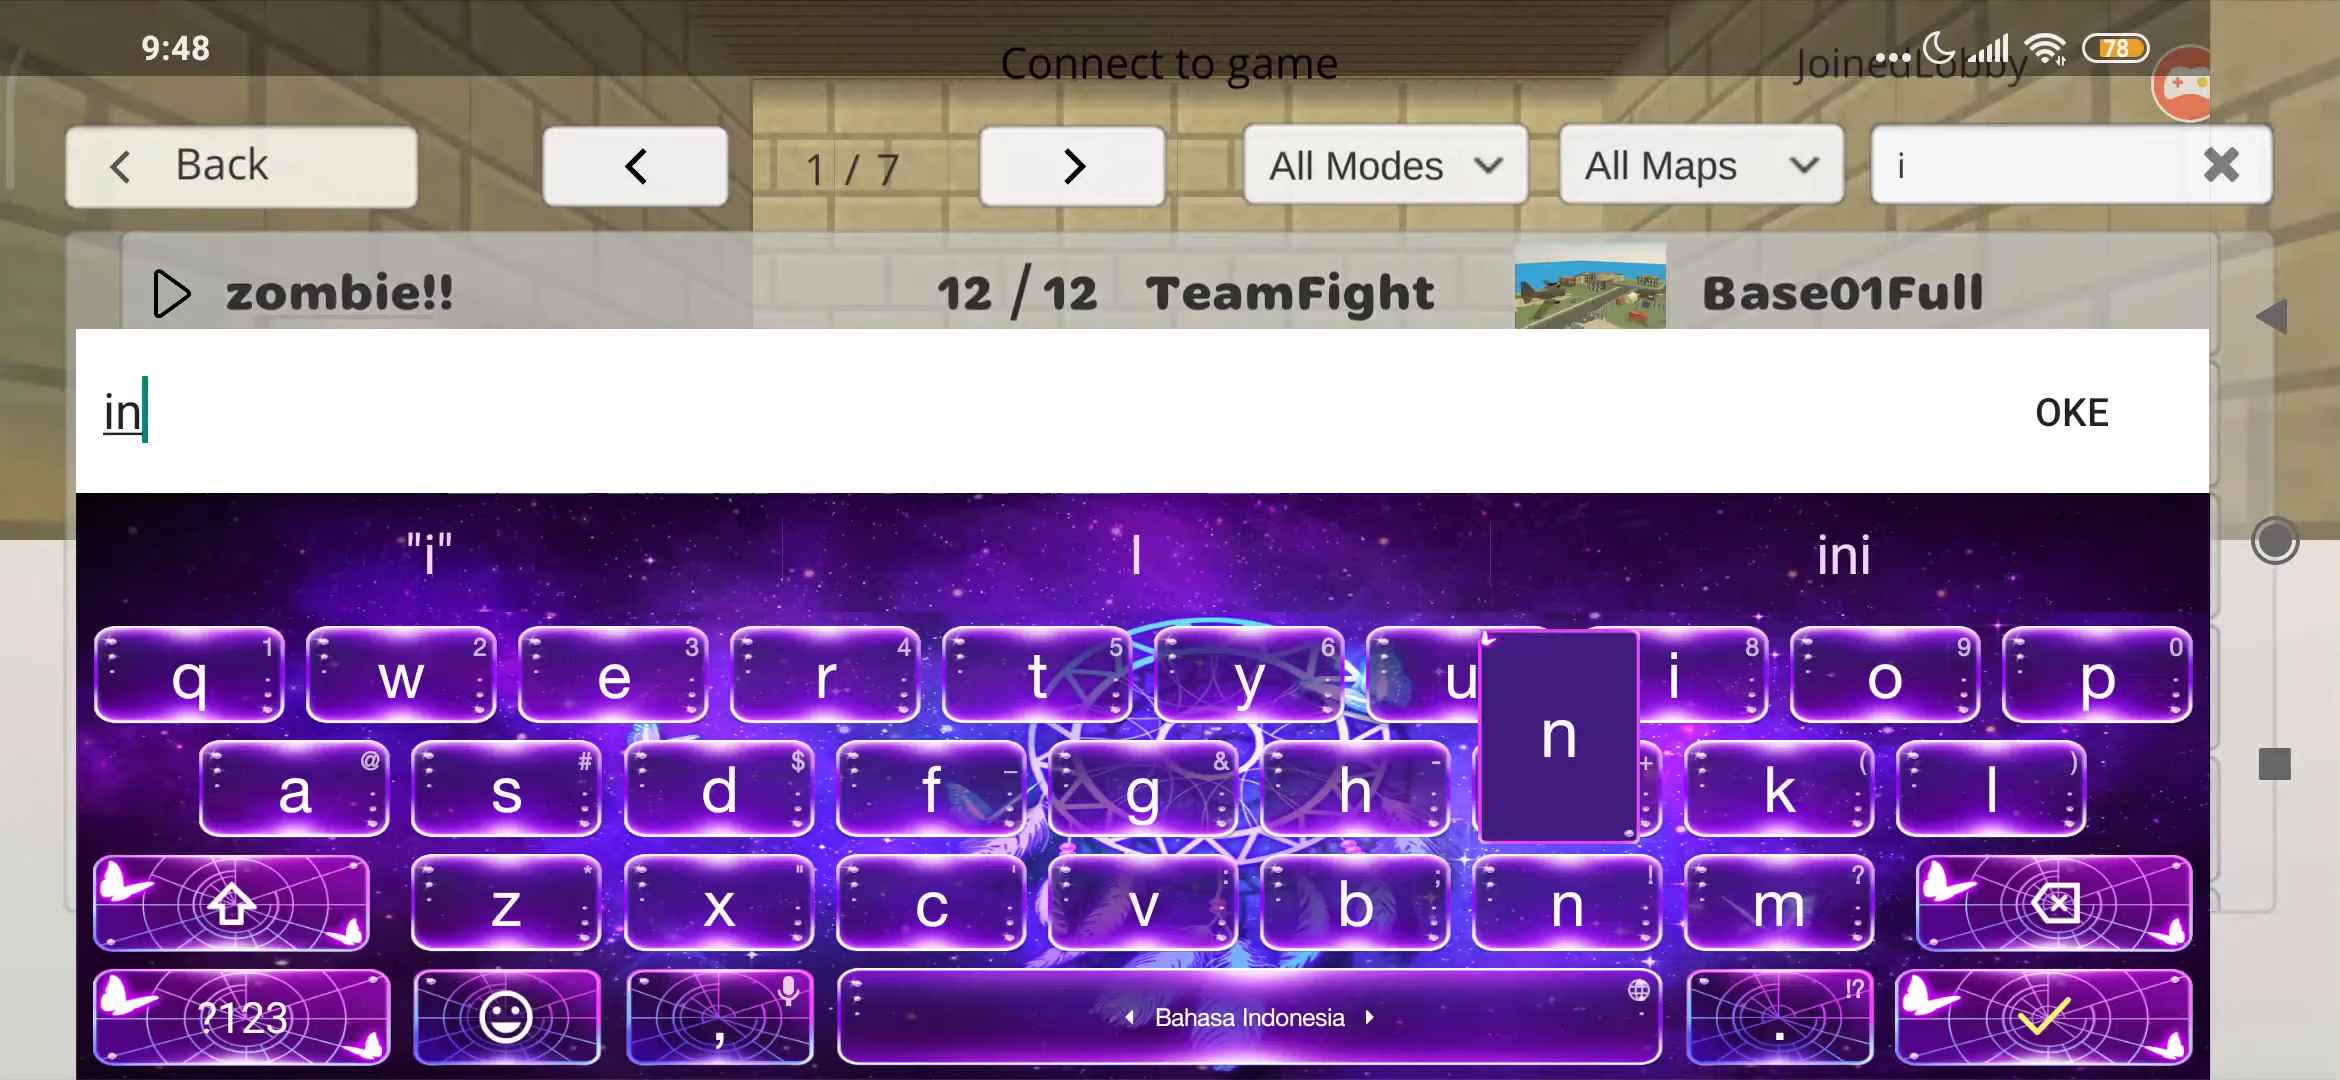 9:48
Connect to game
JoinedLobby
78
Back
1 / 7
All Modes
All Maps
i
zombie!!
12 / 12
TeamFight
Base01Full
in
OKE
"i"
I
ini
q 1 w 2 e 3 r 4 t 5 y 6 u i 8 o 9 p 0
n
a @ s # d $ f _ g & h - + k ( l )
z * x " c ' v : b ; n ! m ?
?123
,
Bahasa Indonesia
. !?